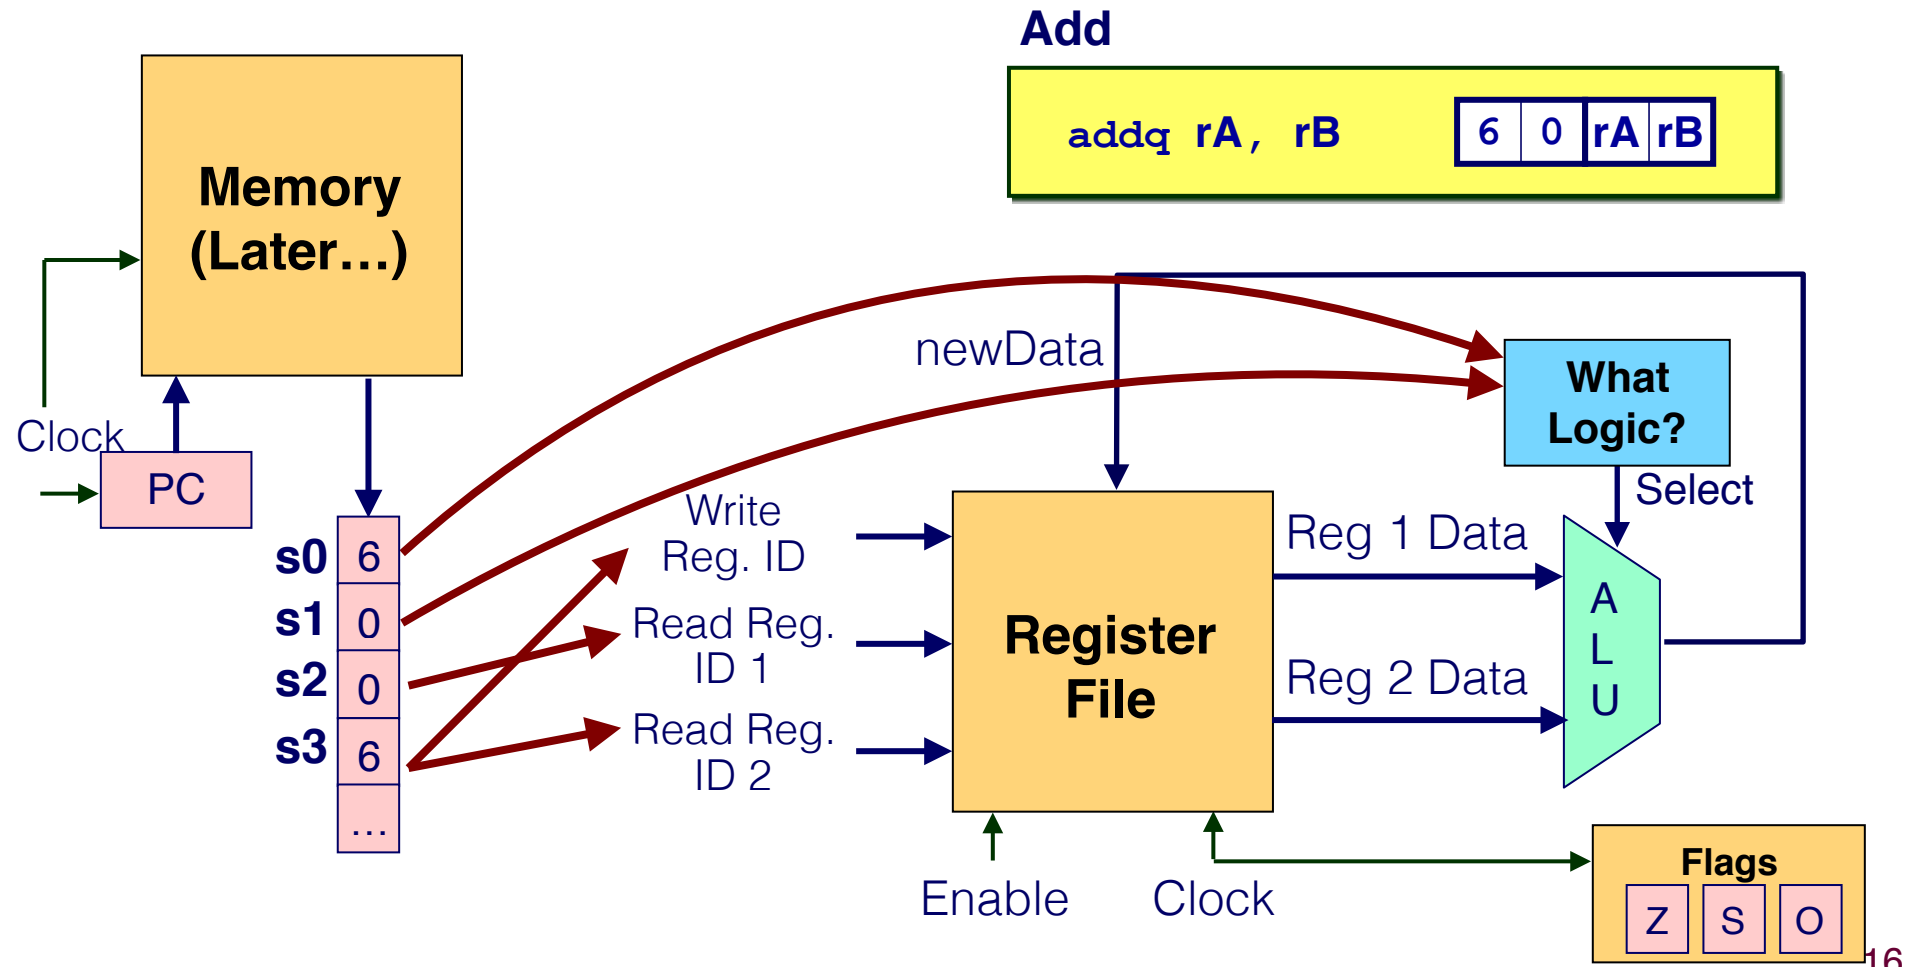 Add
addq rA, rB
6 0 rA rB
Memory
(Later…)
newData
What
Logic?
Clock
PC
Select
Write
Reg. ID
Reg 1 Data
s0 6
s1 0
s2 0
s3 6
...
Read Reg.
ID 1
Read Reg.
ID 2
Register
File
Reg 2 Data
A
L
U
Enable
Clock
Flags
Z S O
16